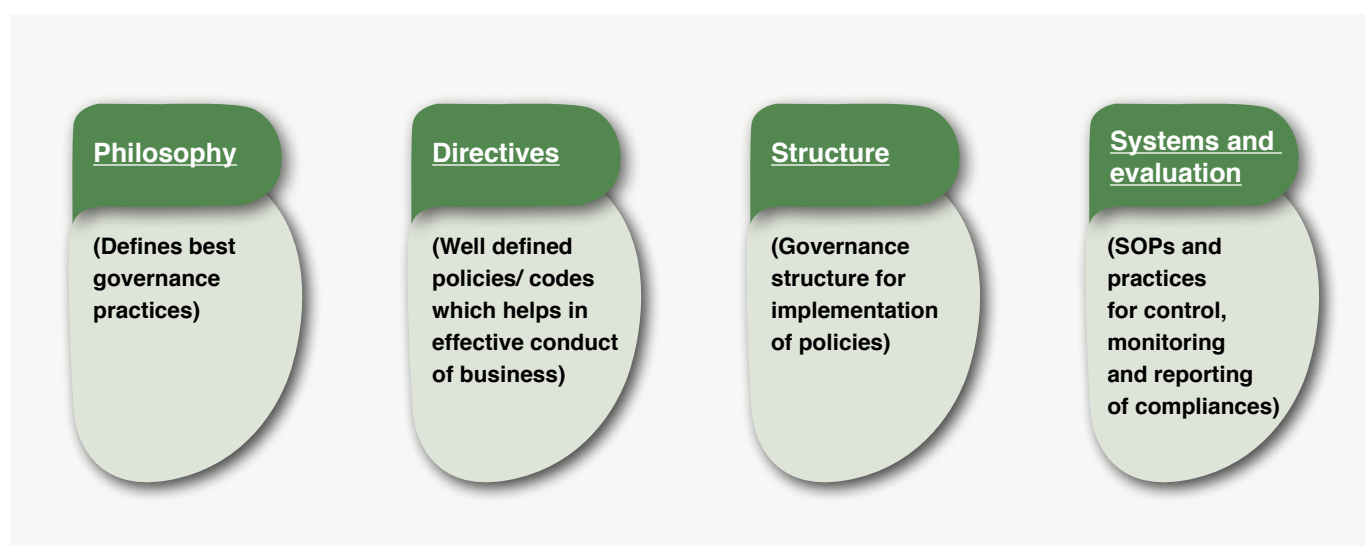 Philosophy
(Defines best
governance
practices)
Directives
(Well defined
policies/ codes
which helps in
effective conduct
of business)
Structure
(Governance
structure for
implementation
of policies)
Systems and
evaluation
(SOPs and
practices
for control,
monitoring
and reporting
of compliances)